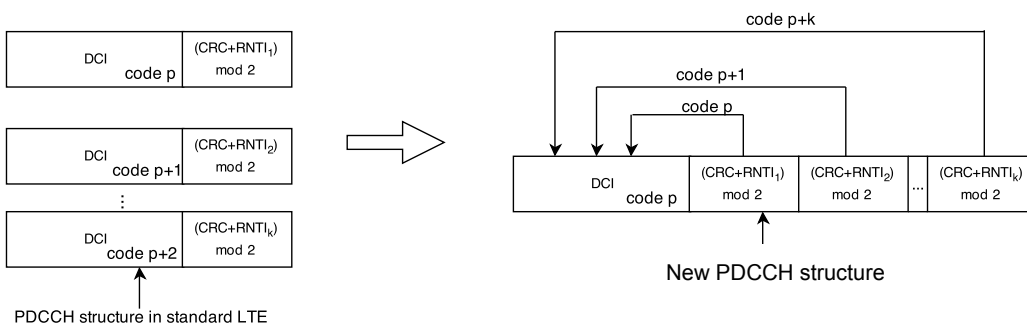 DCI
code p
(CRC+RNTI₁)
mod 2
DCI
code p+1
(CRC+RNTI₂)
mod 2
...
DCI
code p+2
(CRC+RNTIₖ)
mod 2
PDCCH structure in standard LTE
code p+k
code p+1
code p
DCI
code p
(CRC+RNTI₁)
mod 2
(CRC+RNTI₂)
mod 2
...
(CRC+RNTIₖ)
mod 2
New PDCCH structure